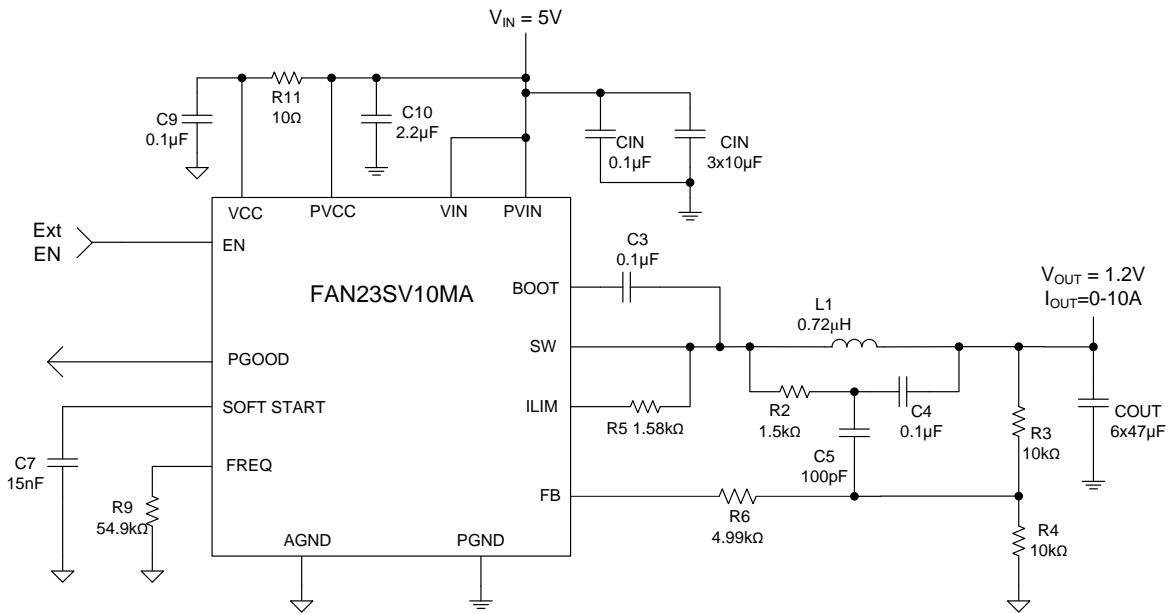 VIN = 5V
C9
0.1µF
R11
10Ω
C10
2.2µF
CIN
0.1µF
CIN
3x10µF
VCC
PVCC
VIN
PVIN
Ext
EN
EN
FAN23SV10MA
BOOT
C3
0.1µF
VOUT = 1.2V
IOUT=0-10A
L1
0.72µH
SW
PGOOD
SOFT START
ILIM
R5 1.58kΩ
R2
1.5kΩ
C4
0.1µF
R3
10kΩ
COUT
6x47µF
C7
15nF
FREQ
C5
100pF
R9
54.9kΩ
FB
R6
4.99kΩ
R4
10kΩ
AGND
PGND